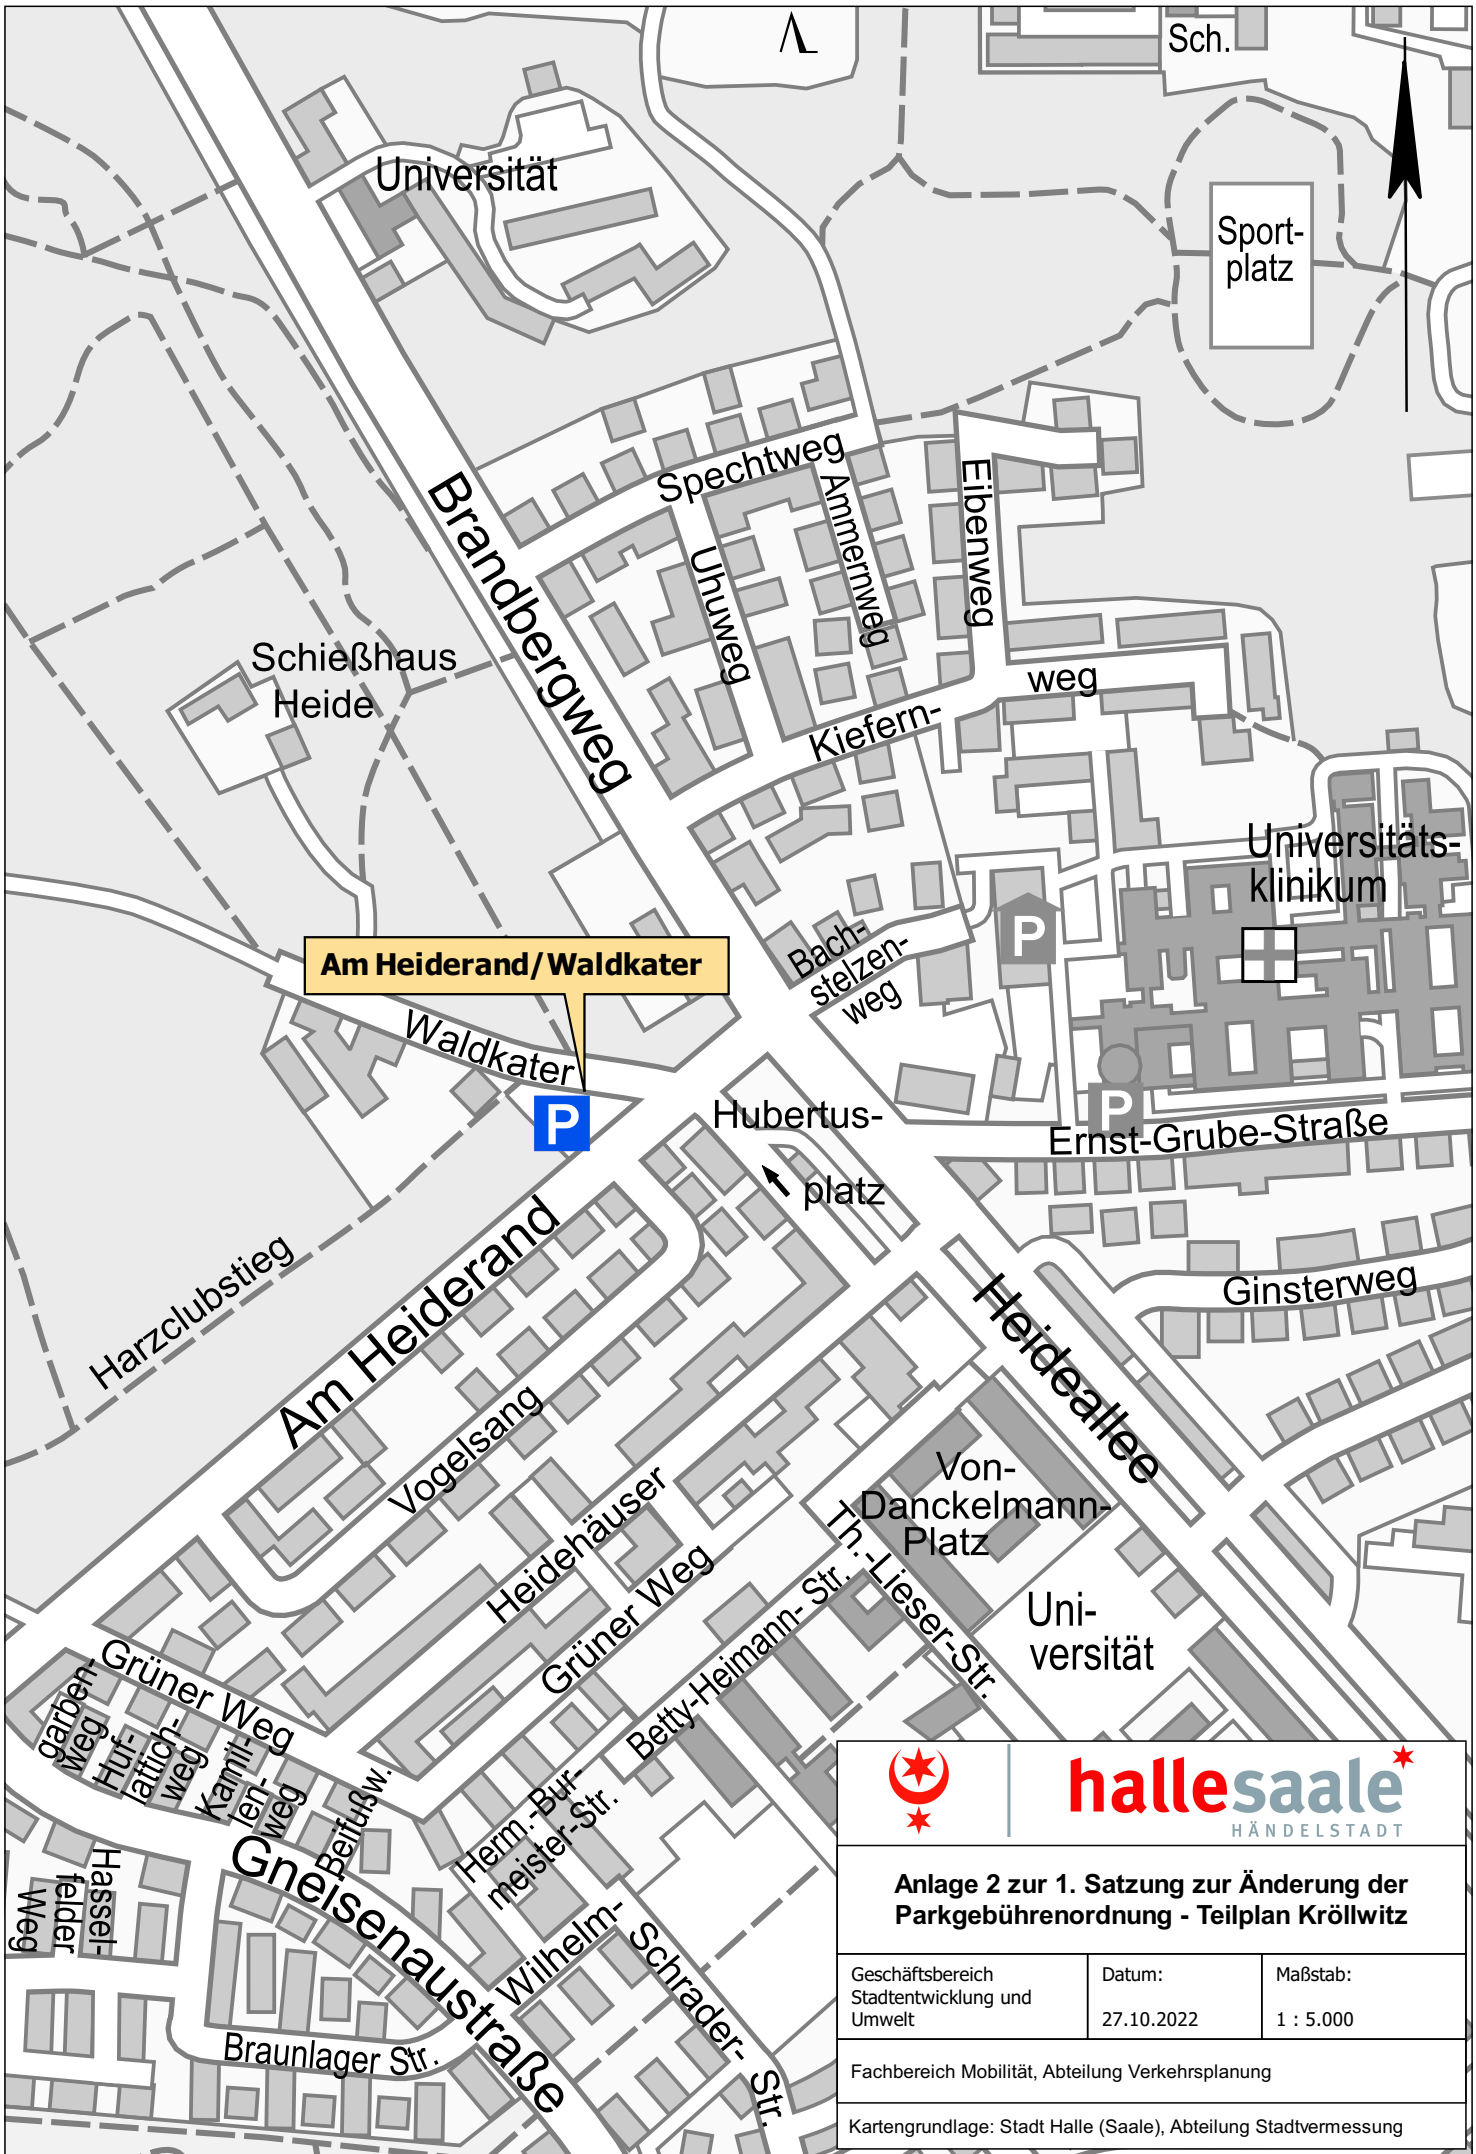 Sch.
Universität
Sport-
platz
Spechtweg
Ammernweg
Eibenweg
Uhuweg
Brandbergweg
Schießhaus
Heide
weg
Kiefern-
Universitäts-
klinikum
P
Bach-
stelzen-
weg
Am Heiderand/Waldkater
Waldkater
P
P
Hubertus-
platz
Ernst-Grube-Straße
Harzclubstieg
Am Heiderand
Ginsterweg
Heideallee
Vogelsang
Von-
Danckelmann-
Platz
Heidehäuser
Th.-Lieser-Str.
Grüner Weg
Betty-Heimann-Str.
Uni-
versität
Grüner Weg
garben-
weg
Huf-
lattich-
weg
Kamil-
len-
weg
Beifußw.
Herm.-Bur-
meister-Str.
Gneisenaustraße
Hassel-
felder
Weg
Wilhelm-
Schrader-
Str.
Braunlager Str.
hallesaale
HÄNDELSTADT
Anlage 2 zur 1. Satzung zur Änderung der
Parkgebührenordnung - Teilplan Kröllwitz
Geschäftsbereich
Stadtentwicklung und
Umwelt
Datum:
27.10.2022
Maßstab:
1 : 5.000
Fachbereich Mobilität, Abteilung Verkehrsplanung
Kartengrundlage: Stadt Halle (Saale), Abteilung Stadtvermessung